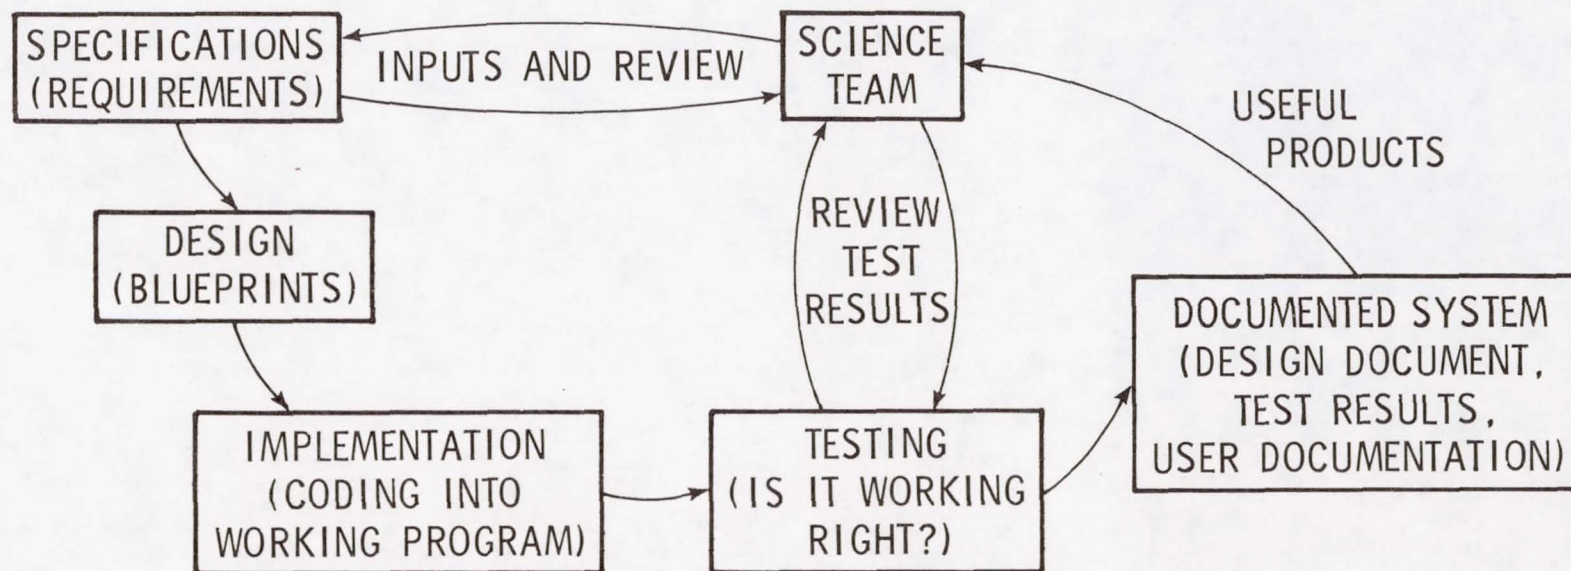 SPECIFICATIONS
(REQUIREMENTS)
INPUTS AND REVIEW
SCIENCE
TEAM
USEFUL
PRODUCTS
DESIGN
(BLUEPRINTS)
REVIEW
TEST
RESULTS
DOCUMENTED SYSTEM
(DESIGN DOCUMENT,
TEST RESULTS,
USER DOCUMENTATION)
IMPLEMENTATION
(CODING INTO
WORKING PROGRAM)
TESTING
(IS IT WORKING
RIGHT?)